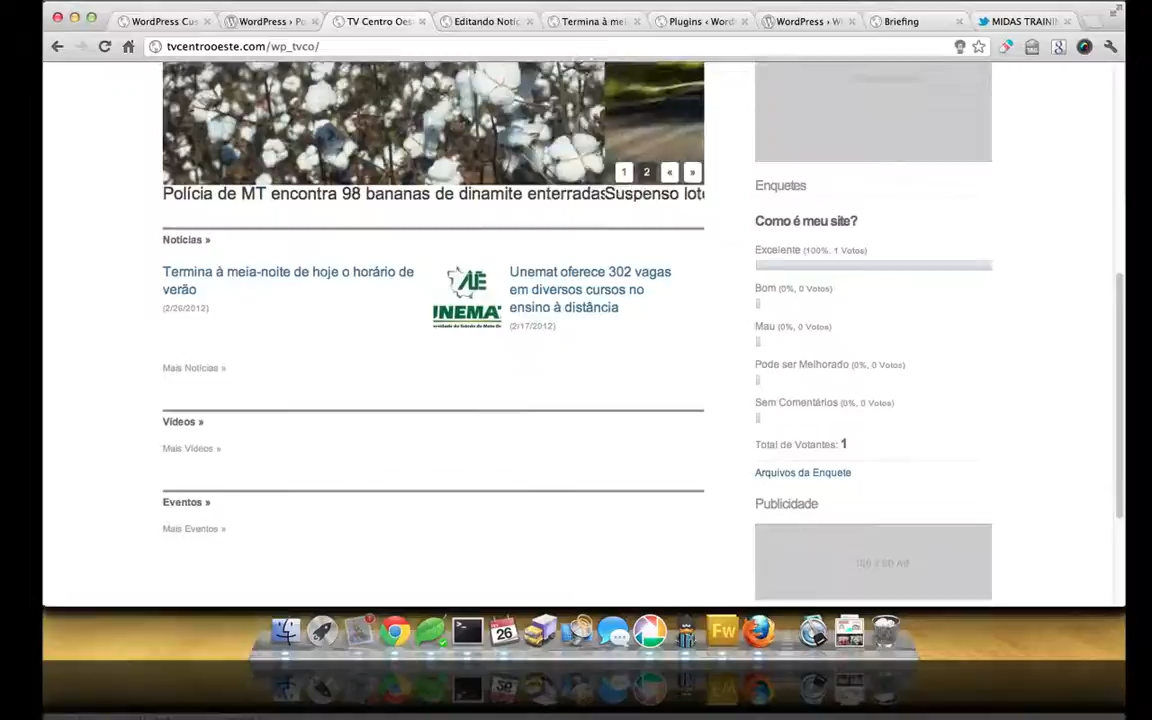 WordPress Cus
WordPress › Po
TV Centro Oes
Editando Notíc
Termina à mei
Plugins ‹ Word
WordPress › W
Briefing
MIDAS TRAINI
tvcentrooeste.com/wp_tvco/
1 2 « »
Polícia de MT encontra 98 bananas de dinamite enterradas
Suspenso lote
Notícias »
Termina à meia-noite de hoje o horário de
verão
(2/26/2012)
INEMA
Unemat oferece 302 vagas
em diversos cursos no
ensino à distância
(2/17/2012)
Mais Notícias »
Vídeos »
Mais Vídeos »
Eventos »
Mais Eventos »
Enquetes
Como é meu site?
Excelente (100%, 1 Votos)
Bom (0%, 0 Votos)
Mau (0%, 0 Votos)
Pode ser Melhorado (0%, 0 Votos)
Sem Comentários (0%, 0 Votos)
Total de Votantes: 1
Arquivos da Enquete
Publicidade
26
Fw